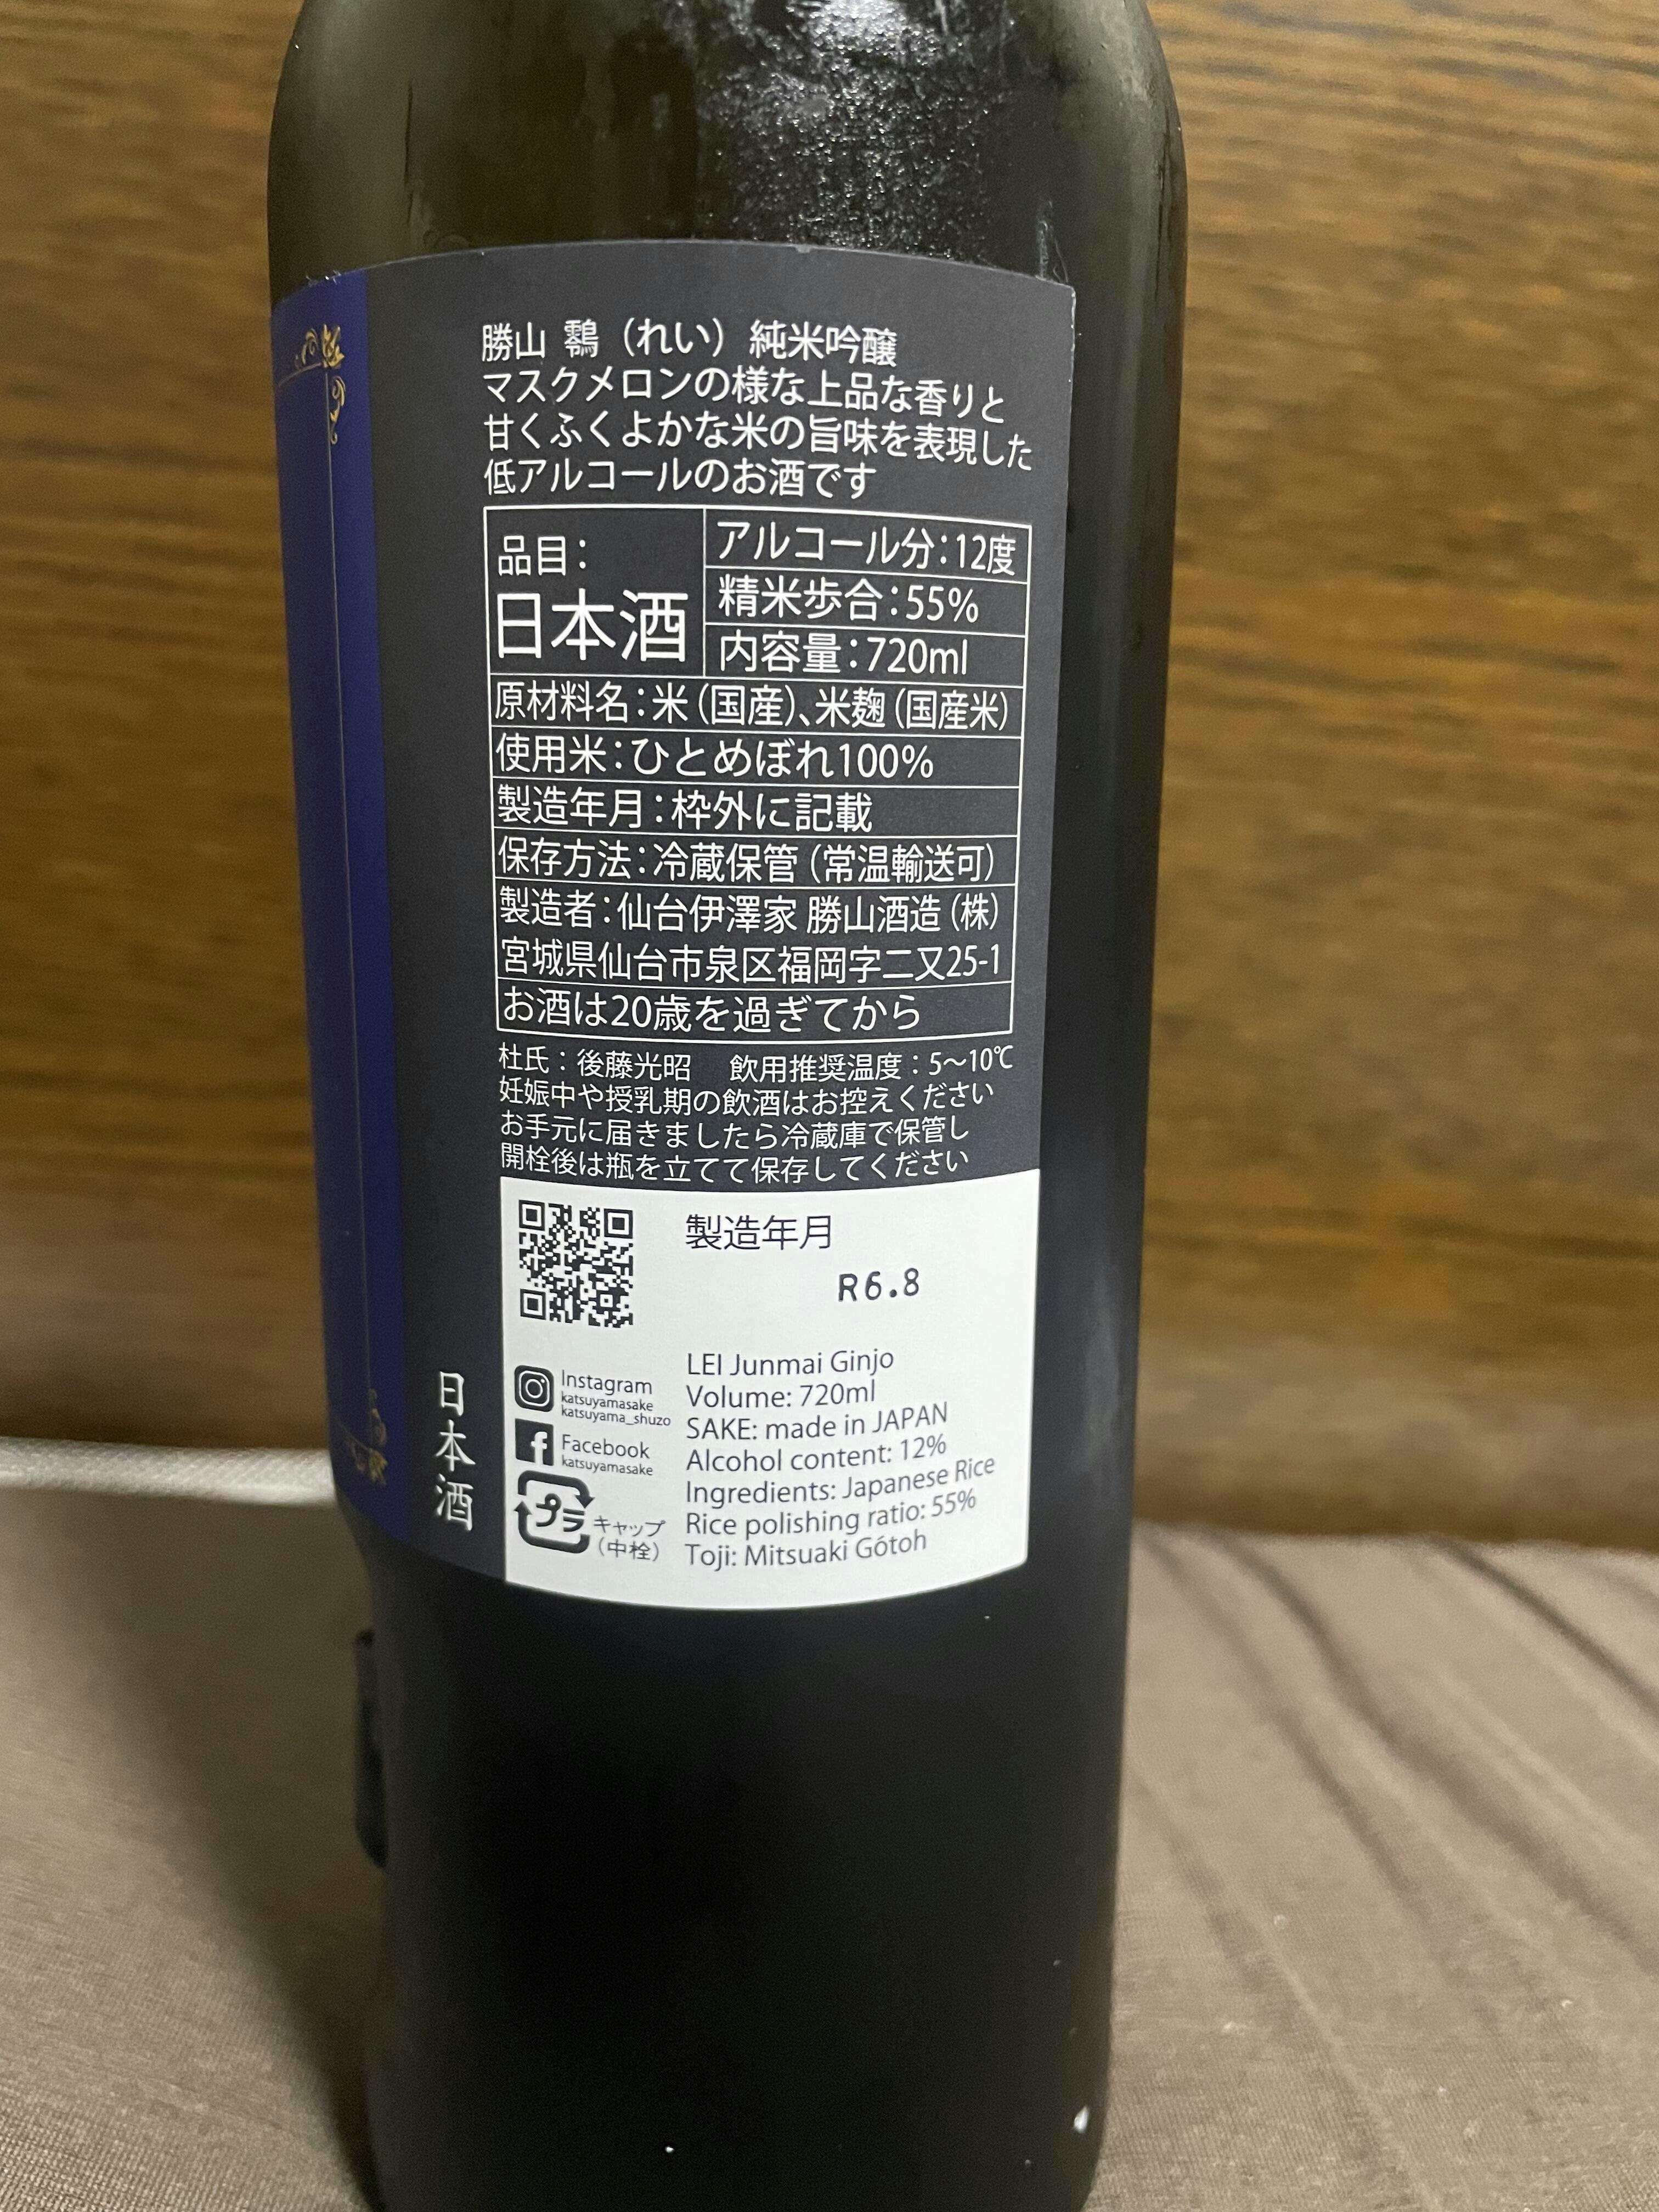 勝山 鸖（れい）純米吟醸
マスクメロンの様な上品な香りと
甘くふくよかな米の旨味を表現した
低アルコールのお酒です
品目：
日本酒
アルコール分：12度
精米歩合：55%
内容量：720ml
原材料名：米（国産）、米麹（国産米）
使用米：ひとめぼれ100%
製造年月：枠外に記載
保存方法：冷蔵保管（常温輸送可）
製造者：仙台伊澤家 勝山酒造（株）
宮城県仙台市泉区福岡字二又25-1
お酒は20歳を過ぎてから
杜氏：後藤光昭 飲用推奨温度：5〜10℃
妊娠中や授乳期の飲酒はお控えください
お手元に届きましたら冷蔵庫で保管し
開栓後は瓶を立てて保存してください
製造年月
R6.8
Instagram
katsuyamasake
katsuyama_shuzo
Facebook
katsuyamasake
プラ
キャップ
（中栓）
LEI Junmai Ginjo
Volume: 720ml
SAKE: made in JAPAN
Alcohol content: 12%
Ingredients: Japanese Rice
Rice polishing ratio: 55%
Toji: Mitsuaki Gótoh
日本酒